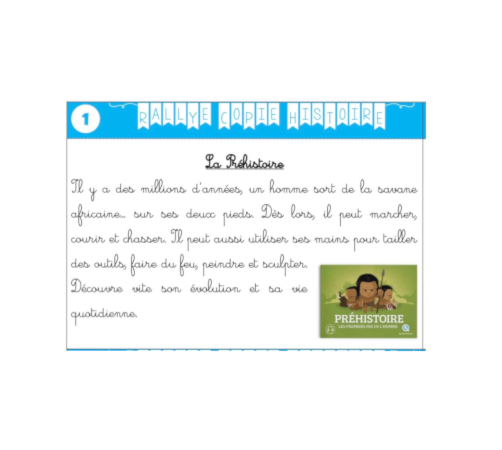 1
RALLYE COPIE HISTOIRE
La Préhistoire
Il y a des millions d'années, un homme sort de la savane
africaine... sur ses deux pieds. Dès lors, il peut marcher,
courir et chasser. Il peut aussi utiliser ses mains pour tailler
des outils, faire du feu, peindre et sculpter.
Découvre vite son évolution et sa vie
quotidienne.
PRÉHISTOIRE
LES PREMIERS PAS DE L'HOMME